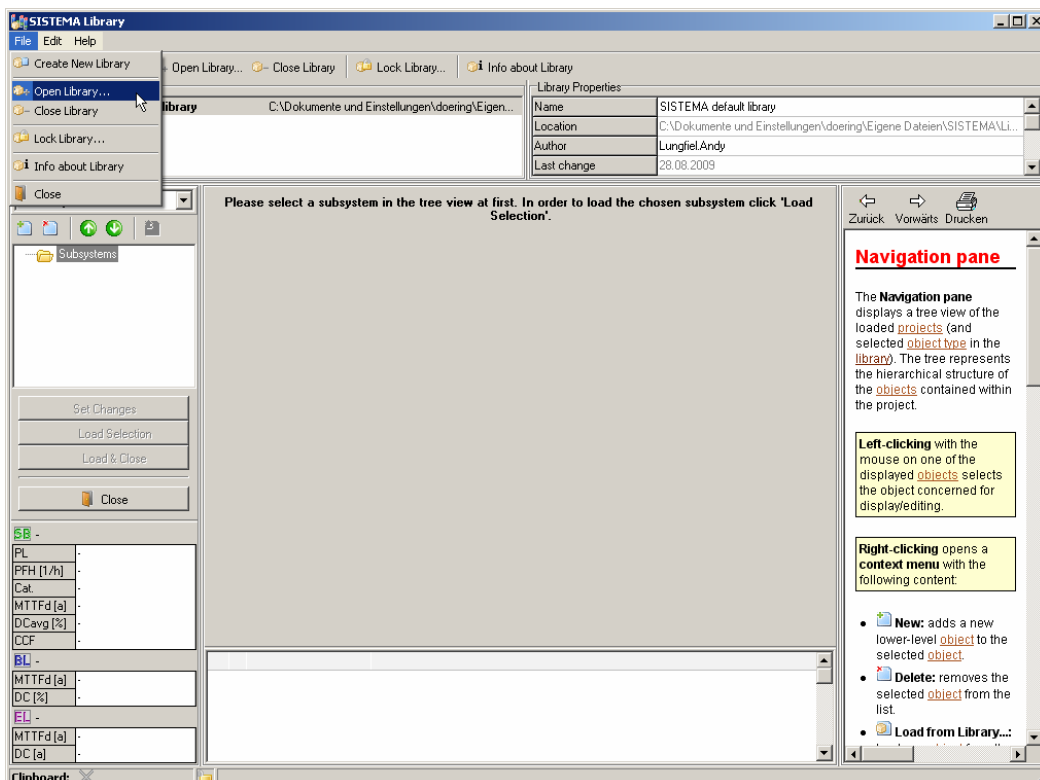 SISTEMA Library
File Edit Help
Create New Library
Open Library...
Close Library
Lock Library...
Info about Library
Close
Open Library... Close Library Lock Library... Info about Library
library C:\Dokumente und Einstellungen\doering\Eigen...
Library Properties
Name SISTEMA default library
Location C:\Dokumente und Einstellungen\doering\Eigene Dateien\SISTEMA\Li...
Author Lungfiel.Andy
Last change 28.08.2009
Subsystems
Set Changes
Load Selection
Load & Close
Close
SB -
PL -
PFH [1/h] -
Cat. -
MTTFd [a] -
DCavg [%] -
CCF -
BL -
MTTFd [a] -
DC [%] -
EL -
MTTFd [a] -
DC [a] -
Clipboard:
Please select a subsystem in the tree view at first. In order to load the chosen subsystem click 'Load
Selection'.
Zurück Vorwärts Drucken
Navigation pane
The Navigation pane
displays a tree view of the
loaded projects (and
selected object type in the
library). The tree represents
the hierarchical structure of
the objects contained within
the project.
Left-clicking with the
mouse on one of the
displayed objects selects
the object concerned for
display/editing.
Right-clicking opens a
context menu with the
following content:
• New: adds a new
lower-level object to the
selected object.
• Delete: removes the
selected object from the
list.
• Load from Library...: